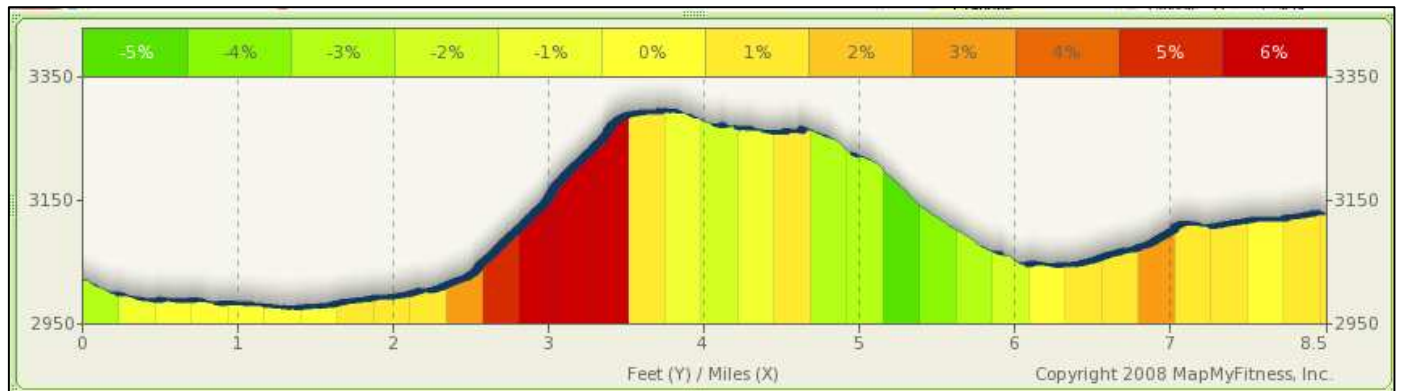 -5% -4% -3% -2% -1% 0% 1% 2% 3% 4% 5% 6%
3350 3350
3150 3150
2950 2950
0 1 2 3 4 5 6 7 8.5
Feet (Y) / Miles (X) Copyright 2008 MapMyFitness, Inc.